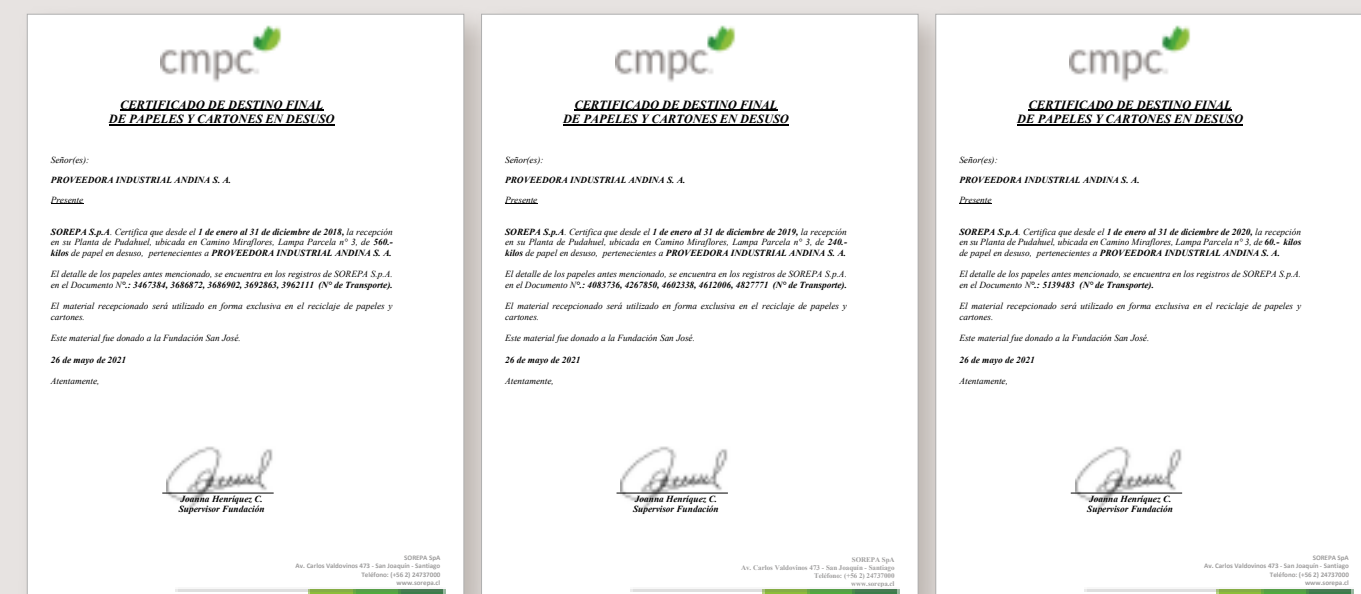 cmpc
CERTIFICADO DE DESTINO FINAL
DE PAPELES Y CARTONES EN DESUSO
Señor(es):
PROVEEDORA INDUSTRIAL ANDINA S. A.
Presente
SOREPA S.p.A. Certifica que desde el 1 de enero al 31 de diciembre de 2018, la recepción
en su Planta de Pudahuel, ubicada en Camino Miraflores, Lampa Parcela n° 3, de 560.-
kilos de papel en desuso, pertenecientes a PROVEEDORA INDUSTRIAL ANDINA S. A.
El detalle de los papeles antes mencionado, se encuentra en los registros de SOREPA S.p.A.
en el Documento N°.: 3467384, 3686872, 3686902, 3692863, 3962111 (N° de Transporte).
El material recepcionado será utilizado en forma exclusiva en el reciclaje de papeles y
cartones.
Este material fue donado a la Fundación San José.
26 de mayo de 2021
Atentamente,
Joanna Henríquez C.
Supervisor Fundación
SOREPA SpA
Av. Carlos Valdovinos 473 - San Joaquín - Santiago
Teléfono: (+56 2) 24737000
www.sorepa.cl
cmpc
CERTIFICADO DE DESTINO FINAL
DE PAPELES Y CARTONES EN DESUSO
Señor(es):
PROVEEDORA INDUSTRIAL ANDINA S. A.
Presente
SOREPA S.p.A. Certifica que desde el 1 de enero al 31 de diciembre de 2019, la recepción
en su Planta de Pudahuel, ubicada en Camino Miraflores, Lampa Parcela n° 3, de 240.-
kilos de papel en desuso, pertenecientes a PROVEEDORA INDUSTRIAL ANDINA S. A.
El detalle de los papeles antes mencionado, se encuentra en los registros de SOREPA S.p.A.
en el Documento N°.: 4083736, 4267850, 4602338, 4612006, 4827771 (N° de Transporte).
El material recepcionado será utilizado en forma exclusiva en el reciclaje de papeles y
cartones.
Este material fue donado a la Fundación San José.
26 de mayo de 2021
Atentamente,
Joanna Henríquez C.
Supervisor Fundación
SOREPA SpA
Av. Carlos Valdovinos 473 - San Joaquín - Santiago
Teléfono: (+56 2) 24737000
www.sorepa.cl
cmpc
CERTIFICADO DE DESTINO FINAL
DE PAPELES Y CARTONES EN DESUSO
Señor(es):
PROVEEDORA INDUSTRIAL ANDINA S. A.
Presente
SOREPA S.p.A. Certifica que desde el 1 de enero al 31 de diciembre de 2020, la recepción
en su Planta de Pudahuel, ubicada en Camino Miraflores, Lampa Parcela n° 3, de 60.- kilos
de papel en desuso, pertenecientes a PROVEEDORA INDUSTRIAL ANDINA S. A.
El detalle de los papeles antes mencionado, se encuentra en los registros de SOREPA S.p.A.
en el Documento N°.: 5139483 (N° de Transporte).
El material recepcionado será utilizado en forma exclusiva en el reciclaje de papeles y
cartones.
Este material fue donado a la Fundación San José.
26 de mayo de 2021
Atentamente,
Joanna Henríquez C.
Supervisor Fundación
SOREPA SpA
Av. Carlos Valdovinos 473 - San Joaquín - Santiago
Teléfono: (+56 2) 24737000
www.sorepa.cl